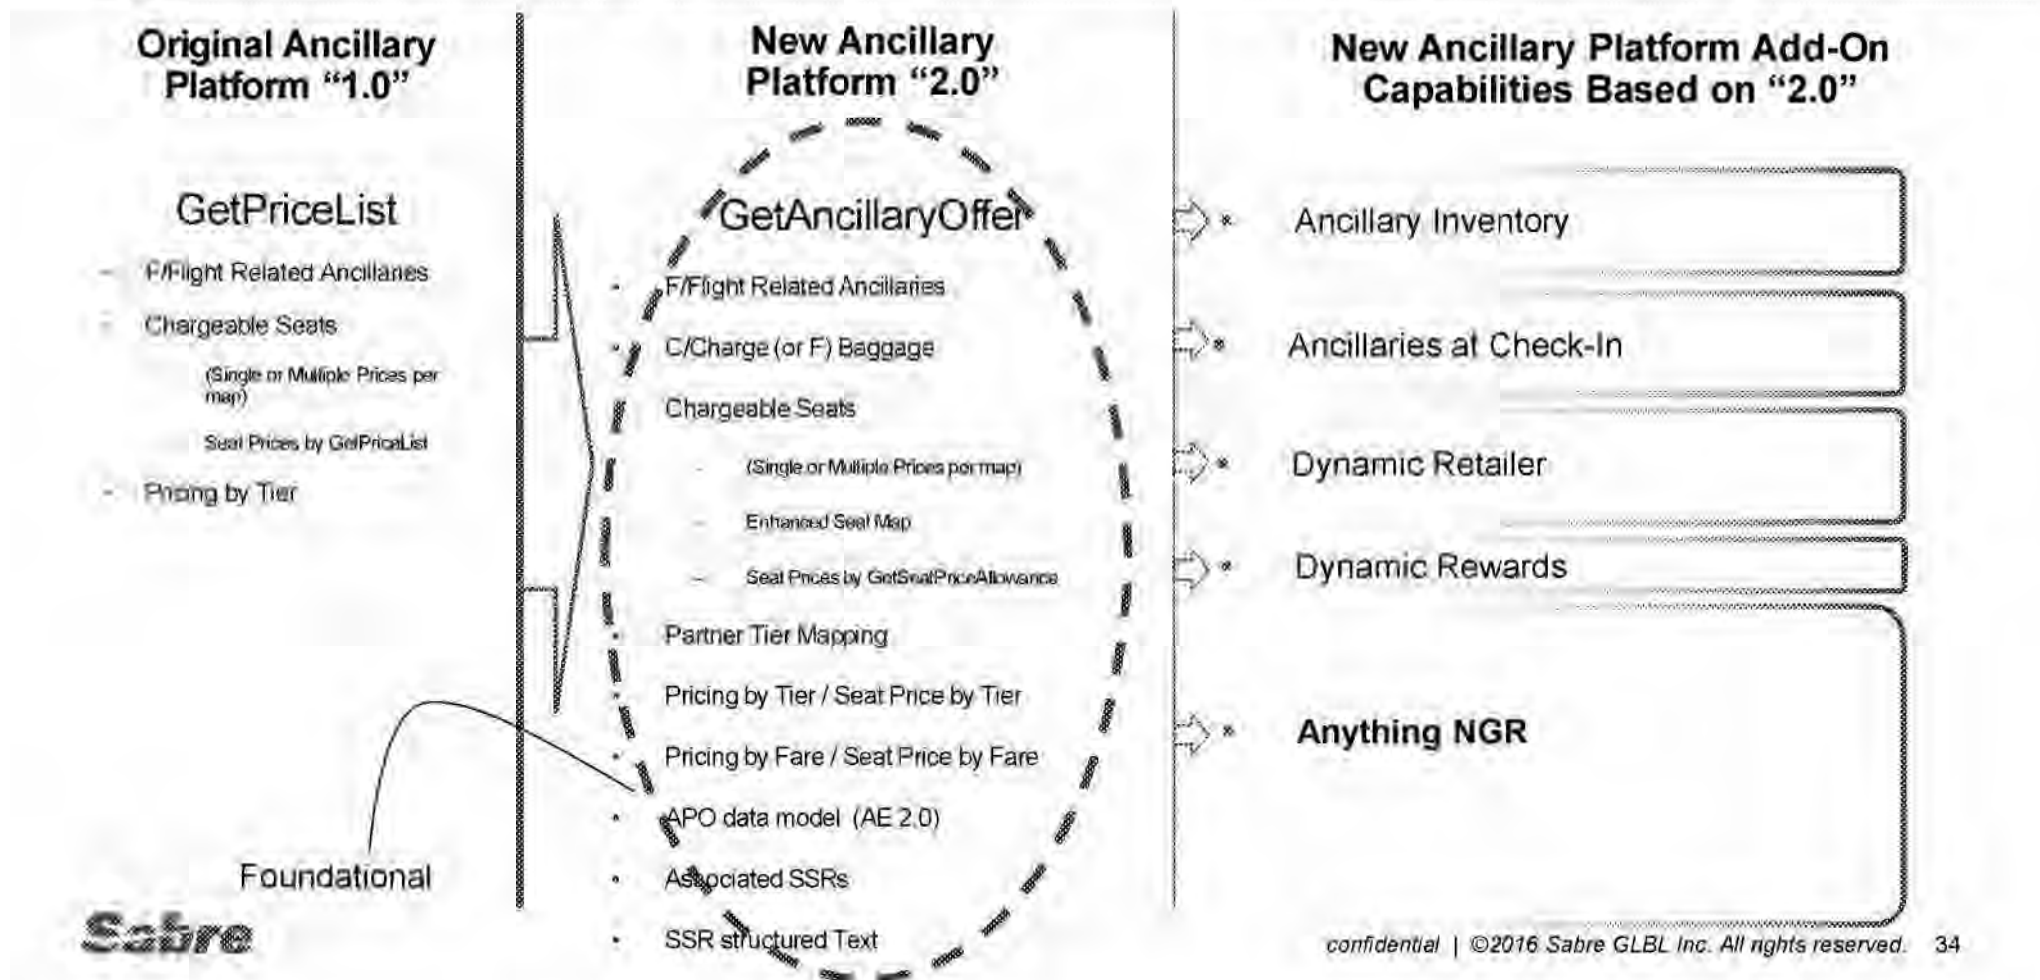 Original Ancillary
Platform “1.0”
GetPriceList
- F/Flight Related Ancillaries
- Chargeable Seats
(Single or Multiple Prices per
map)
Seat Prices by GetPriceList
- Pricing by Tier
Foundational
Sabre
New Ancillary
Platform “2.0”
GetAncillaryOffer
• F/Flight Related Ancillaries
• C/Charge (or F) Baggage
Chargeable Seats
- (Single or Multiple Prices per map)
- Enhanced Seat Map
- Seat Prices by GetSeatPriceAllowance
• Partner Tier Mapping
• Pricing by Tier / Seat Price by Tier
• Pricing by Fare / Seat Price by Fare
• APO data model (AE 2.0)
• Associated SSRs
• SSR structured Text
New Ancillary Platform Add-On
Capabilities Based on “2.0”
• Ancillary Inventory
• Ancillaries at Check-In
• Dynamic Retailer
• Dynamic Rewards
• Anything NGR
confidential | ©2016 Sabre GLBL Inc. All rights reserved. 34